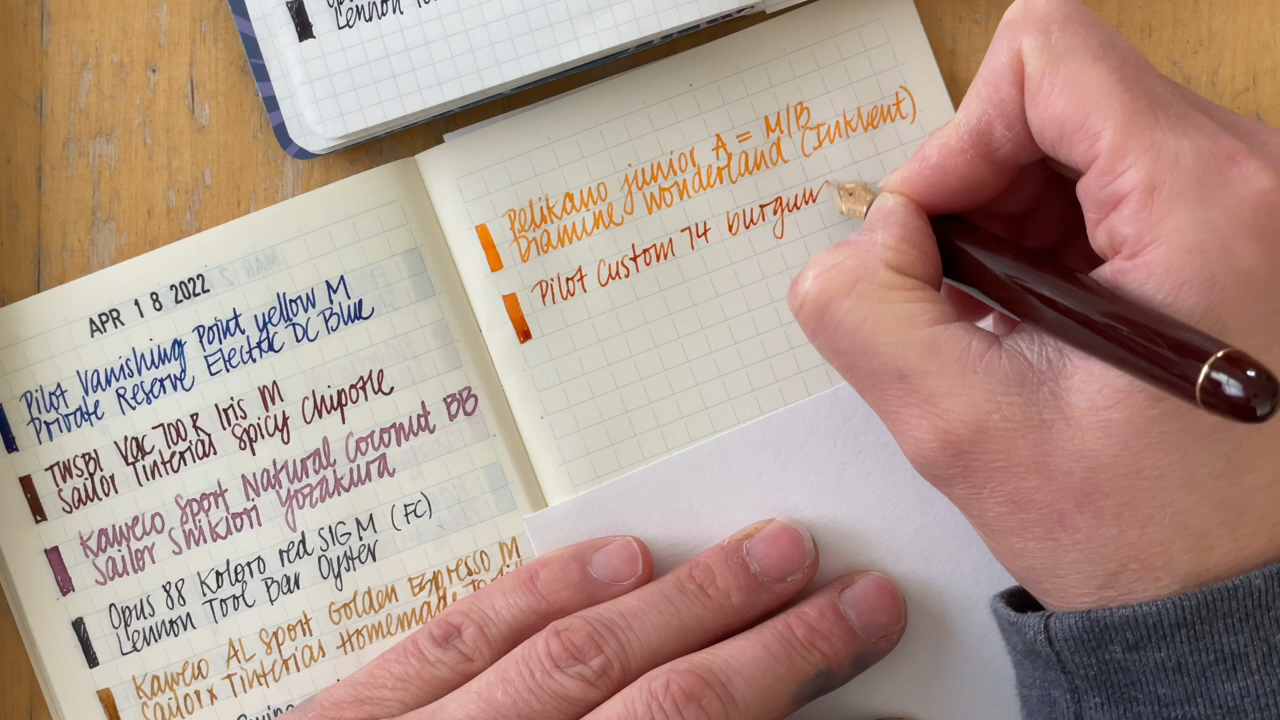 Lennon
APR 18 2022
Pilot Vanishing Point yellow M
Private Reserve Electric DC Blue
TWSBI Vac 700 R Iris M
Sailor Tinterias Spicy Chipotle
Kaweco Sport Natural Coconut BB
Sailor Shikiori Yozakura
Opus 88 Koloro red SIG M (FC)
Lennon Tool Bar Oyster
Kaweco AL Sport Golden Espresso M
Sailor x Tinterias Homemade
Pelikano junior A = M/B
Diamine Wonderland (Inkvent)
Pilot Custom 74 burgun